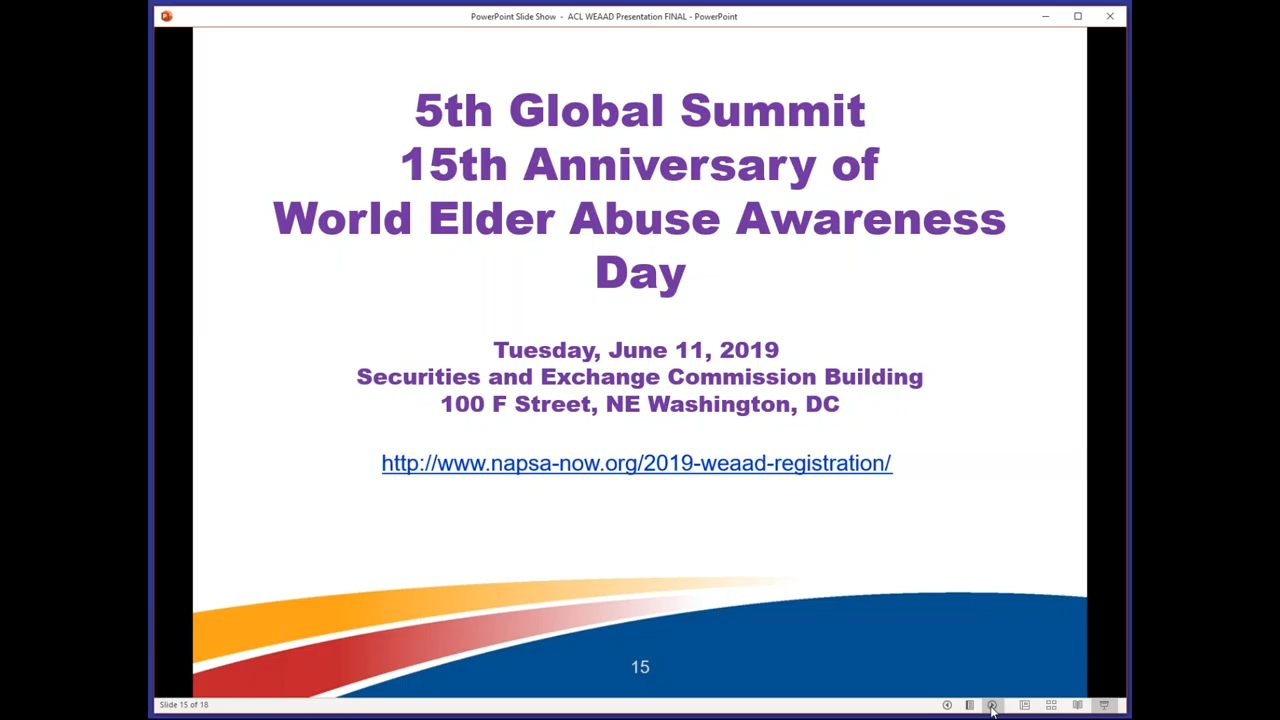 PowerPoint Slide Show - ACL WEAAD Presentation FINAL - PowerPoint
5th Global Summit
15th Anniversary of
World Elder Abuse Awareness
Day
Tuesday, June 11, 2019
Securities and Exchange Commission Building
100 F Street, NE Washington, DC
http://www.napsa-now.org/2019-weaad-registration/
15
Slide 15 of 18